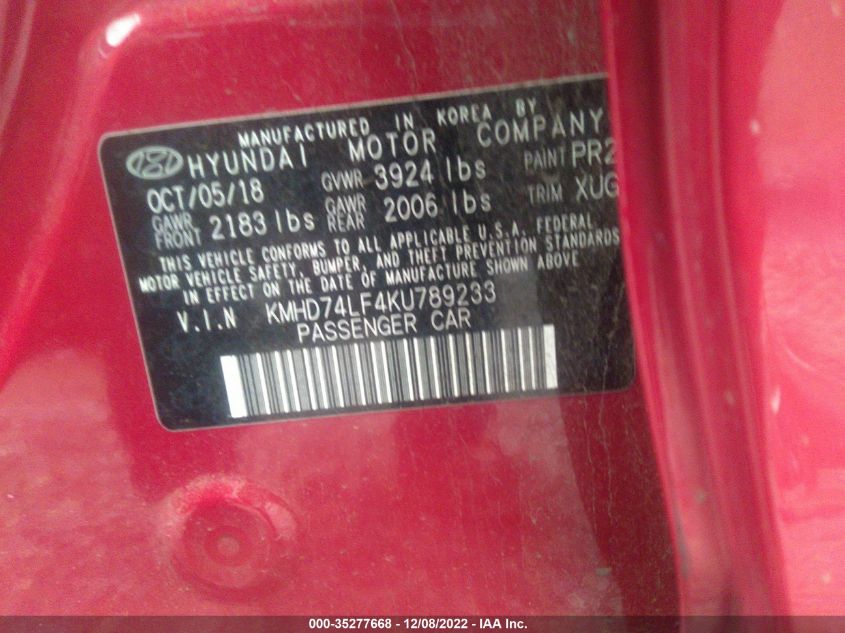 MANUFACTURED IN KOREA BY
HYUNDAI MOTOR COMPANY
OCT/05/18 GVWR 3924 lbs PAINT PR2
GAWR FRONT 2183 lbs GAWR REAR 2006 lbs TRIM XUG
THIS VEHICLE CONFORMS TO ALL APPLICABLE U.S.A. FEDERAL
MOTOR VEHICLE SAFETY, BUMPER, AND THEFT PREVENTION STANDARDS
IN EFFECT ON THE DATE OF MANUFACTURE SHOWN ABOVE
V.I.N KMHD74LF4KU789233
PASSENGER CAR
000-35277668 - 12/08/2022 - IAA Inc.